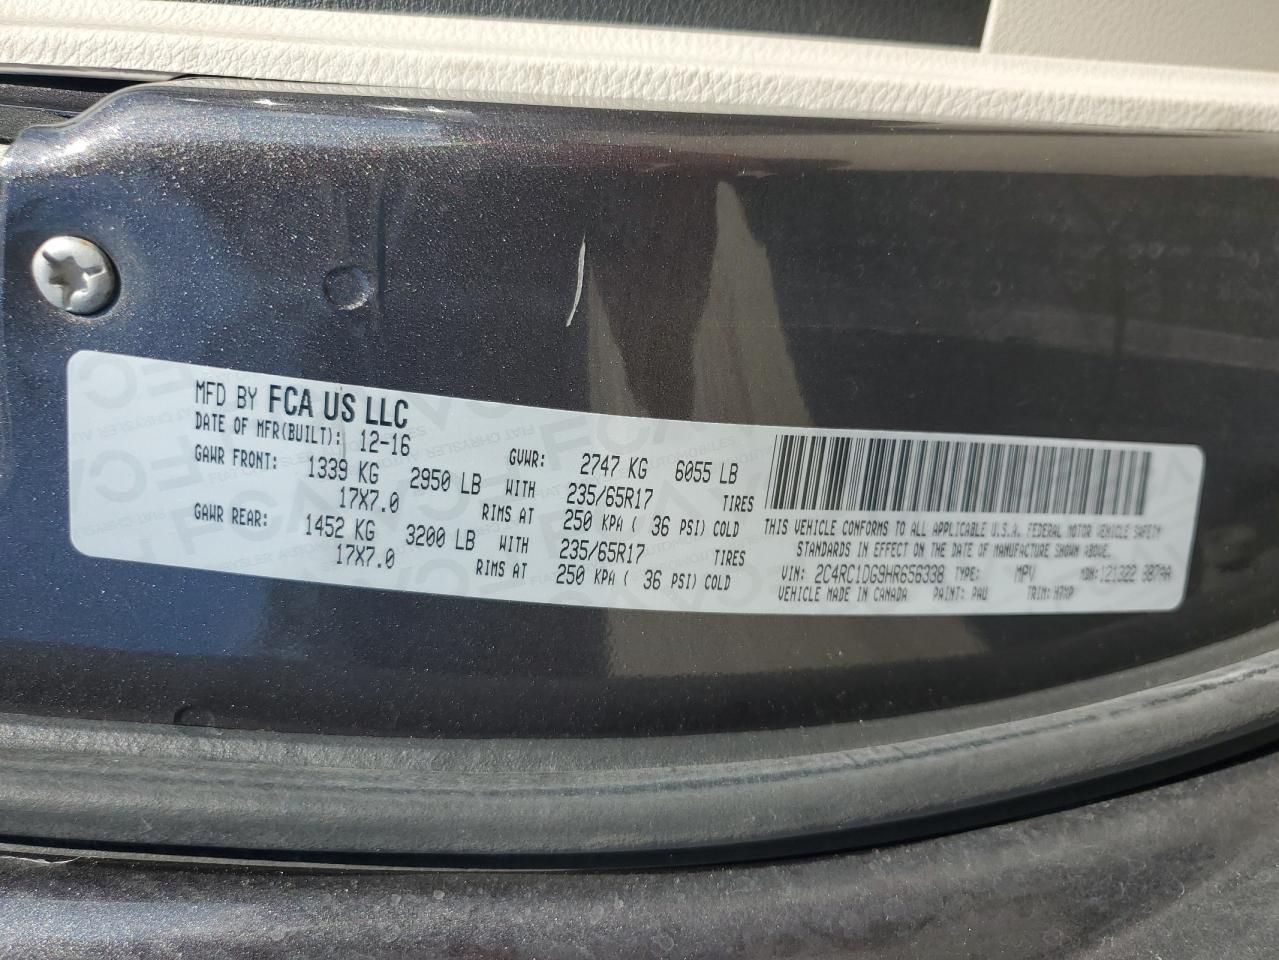 MFD BY FCA US LLC
DATE OF MFR(BUILT): 12-16 GVWR: 2747 KG 6055 LB
GAWR FRONT: 1339 KG 2950 LB WITH 235/65R17 TIRES
17X7.0 RIMS AT 250 KPA ( 36 PSI) COLD
GAWR REAR: 1452 KG 3200 LB WITH 235/65R17 TIRES
17X7.0 RIMS AT 250 KPA ( 36 PSI) COLD
THIS VEHICLE CONFORMS TO ALL APPLICABLE U.S.A. FEDERAL MOTOR VEHICLE SAFETY
STANDARDS IN EFFECT ON THE DATE OF MANUFACTURE SHOWN ABOVE.
VIN: 2C4RC1DG9HR656338 TYPE: MPV MDH: 121322
VEHICLE MADE IN CANADA PAINT: PAU TRIM: